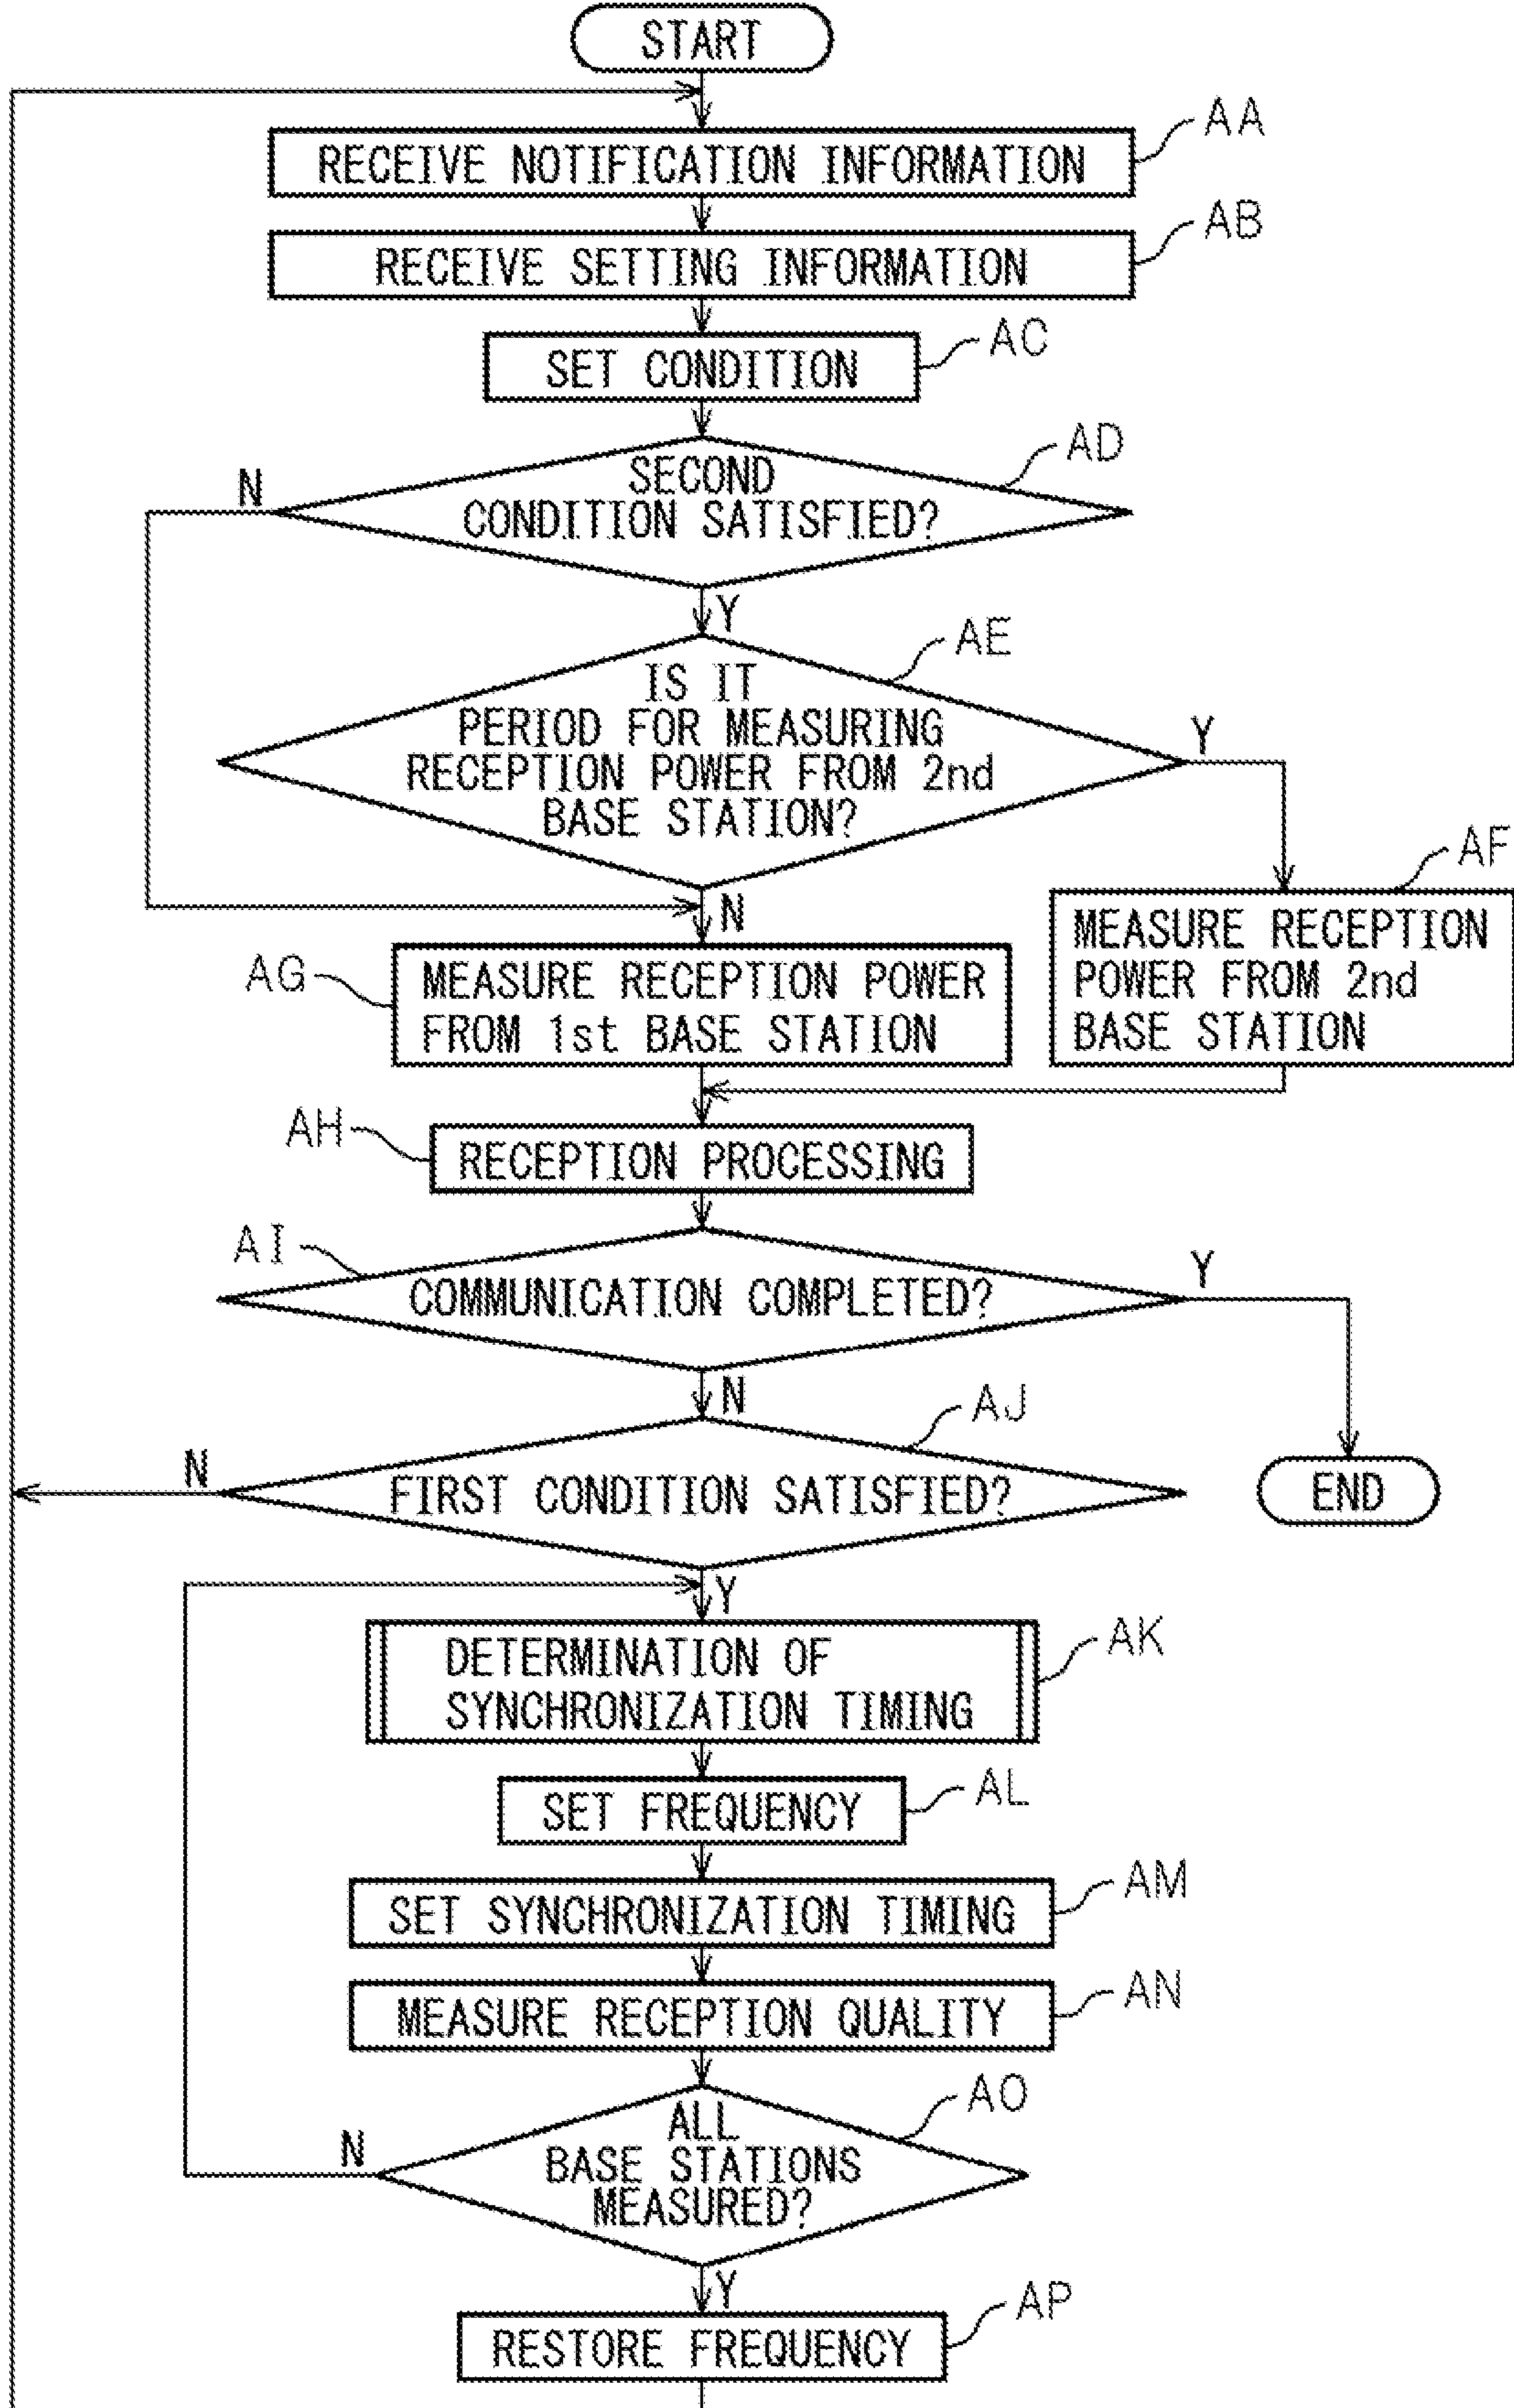 START
AA
RECEIVE NOTIFICATION INFORMATION
AB
RECEIVE SETTING INFORMATION
AC
SET CONDITION
AD
N
SECOND
CONDITION SATISFIED?
Y
AE
IS IT
PERIOD FOR MEASURING
RECEPTION POWER FROM 2nd
BASE STATION?
Y
N
AF
MEASURE RECEPTION
POWER FROM 2nd
BASE STATION
AG
MEASURE RECEPTION POWER
FROM 1st BASE STATION
AH
RECEPTION PROCESSING
AI
COMMUNICATION COMPLETED?
Y
N
AJ
N
FIRST CONDITION SATISFIED?
END
Y
AK
DETERMINATION OF
SYNCHRONIZATION TIMING
AL
SET FREQUENCY
AM
SET SYNCHRONIZATION TIMING
AN
MEASURE RECEPTION QUALITY
AO
N
ALL
BASE STATIONS
MEASURED?
Y
AP
RESTORE FREQUENCY